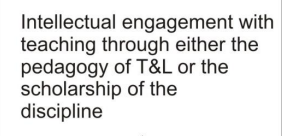 Intellectual engagement with
teaching through either the
pedagogy of T&L or the
scholarship of the
discipline